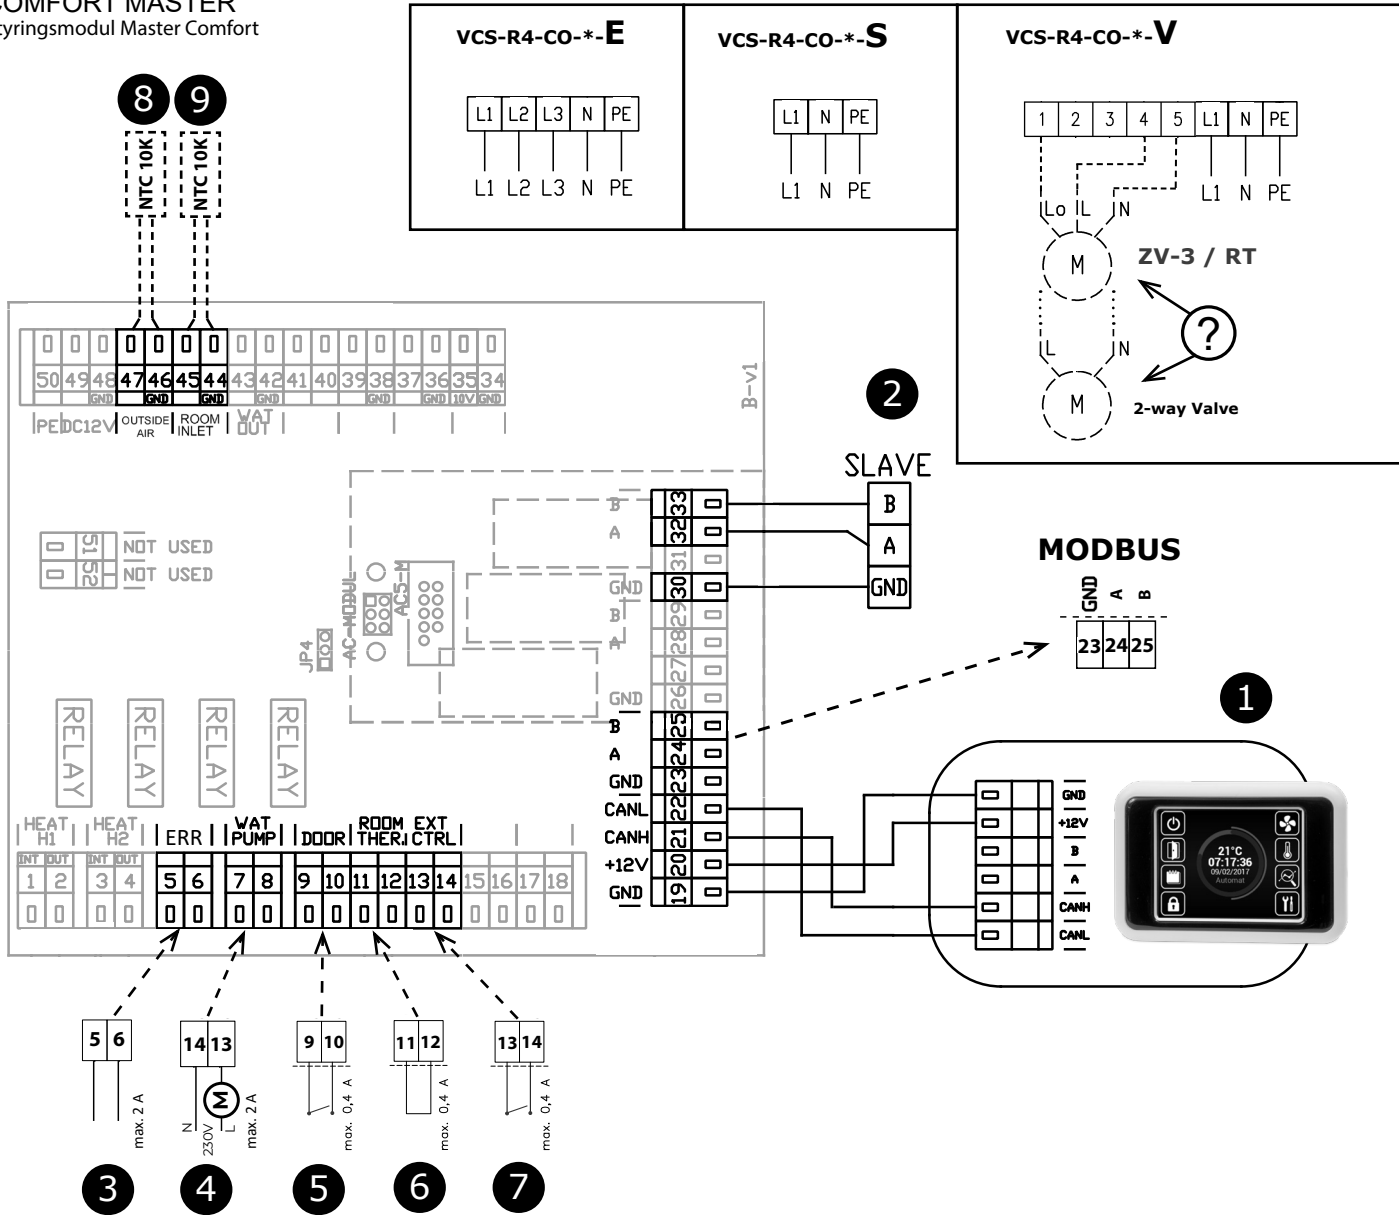 COMFORT MASTER
tyringsmodul Master Comfort
VCS-R4-CO-*-E
L1 L2 L3 N PE
L1 L2 L3 N PE
VCS-R4-CO-*-S
L1 N PE
L1 N PE
VCS-R4-CO-*-V
1 2 3 4 5 L1 N PE
L1 N PE
Lo L N
M
ZV-3 / RT
?
L N
M
2-way Valve
8 9
NTC 10K
NTC 10K
50 49 48 47 46 45 44 43 42 41 40 39 38 37 36 35 34
GND GND GND GND GND GND 10V GND
PE DC12V OUTSIDE AIR ROOM INLET WAT OUT
B-v1
2
SLAVE
B
A
GND
51 NOT USED
52 NOT USED
JP4
AC-MODUL
AC5-M
B 33
A 32
31
GND 30
B 29
A 28
27
GND 26
B 25
A 24
GND 23
CANL 22
CANH 21
+12V 20
GND 19
MODBUS
GND A B
23 24 25
1
GND
+12V
B
A
CANH
CANL
21°C
07:17:36
09/02/2017
Automat
RELAY
RELAY
RELAY
RELAY
HEAT H1
HEAT H2
ERR
WAT PUMP
DOOR
ROOM THER.
EXT CTRL
INT OUT INT OUT
1 2 3 4 5 6 7 8 9 10 11 12 13 14 15 16 17 18
5 6
max. 2 A
3
14 13
M
N 230V L
max. 2 A
4
9 10
max. 0,4 A
5
11 12
max. 0,4 A
6
13 14
max. 0,4 A
7